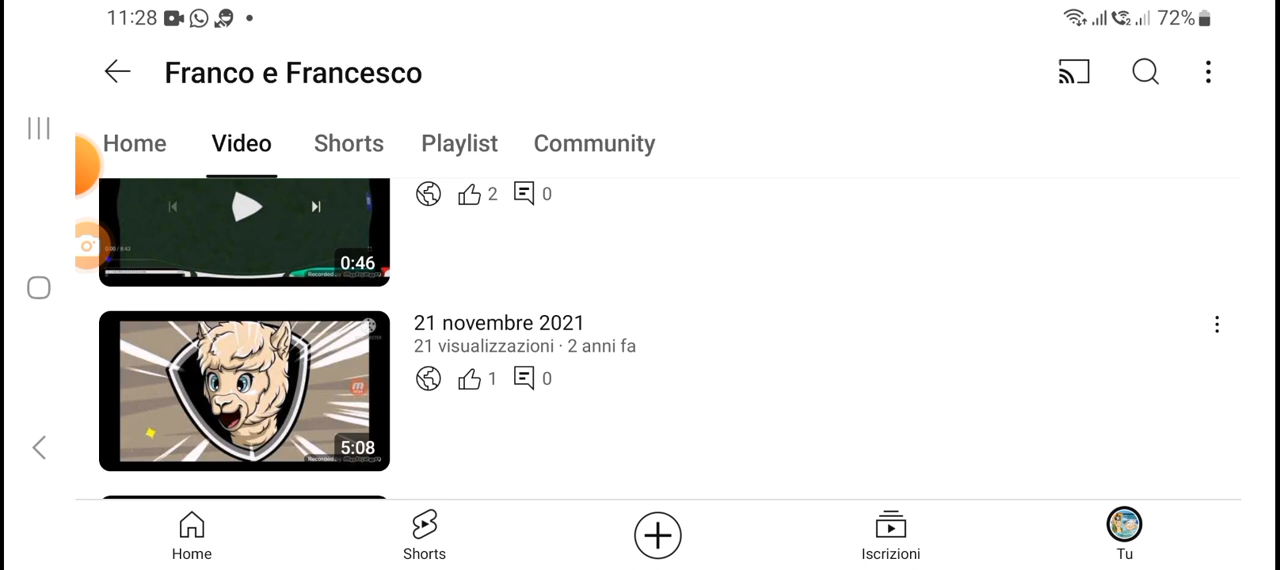 11:28 72%
Franco e Francesco
Home Video Shorts Playlist Community
2 0
0:46
21 novembre 2021
21 visualizzazioni · 2 anni fa
1 0
5:08
Home Shorts Iscrizioni Tu